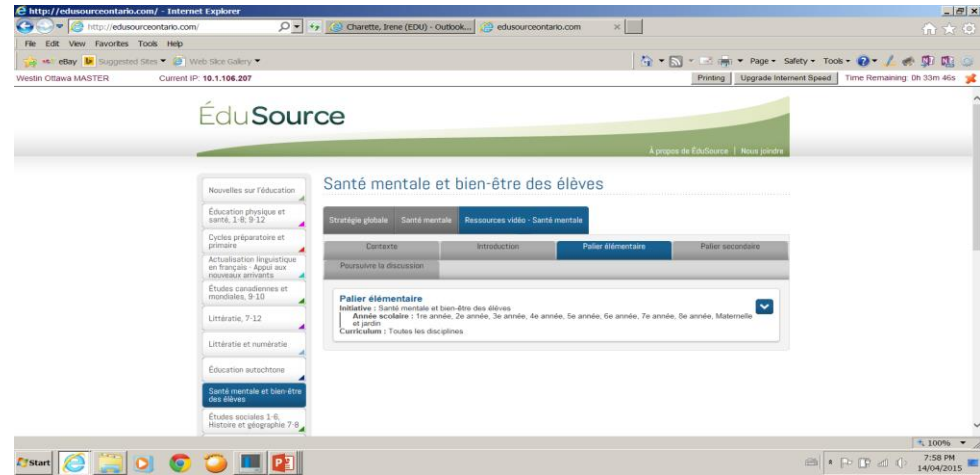 http://edusourceontario.com/ - Internet Explorer
http://edusourceontario.com/
Charette, Irene (EDU) - Outlook...
edusourceontario.com
File Edit View Favorites Tools Help
eBay Suggested Sites Web Slice Gallery
Page Safety Tools
Westin Ottawa MASTER Current IP: 10.1.106.207 Printing Upgrade Internent Speed Time Remaining: 0h 33m 46s
ÉduSource
À propos de ÉduSource | Nous joindre
Nouvelles sur l'éducation
Éducation physique et
santé, 1-8; 9-12
Cycles préparatoire et
primaire
Actualisation linguistique
en français - Appui aux
nouveaux arrivants
Études canadiennes et
mondiales, 9-10
Littératie, 7-12
Littératie et numératie
Éducation autochtone
Santé mentale et bien-être
des élèves
Études sociales 1-6,
Histoire et géographie 7-8
Santé mentale et bien-être des élèves
Stratégie globale Santé mentale Ressources vidéo - Santé mentale
Contexte Introduction Palier élémentaire Palier secondaire
Poursuivre la discussion
Palier élémentaire
Initiative : Santé mentale et bien-être des élèves
Année scolaire : 1re année, 2e année, 3e année, 4e année, 5e année, 6e année, 7e année, 8e année, Maternelle
et jardin
Curriculum : Toutes les disciplines
100%
Start
7:58 PM
14/04/2015